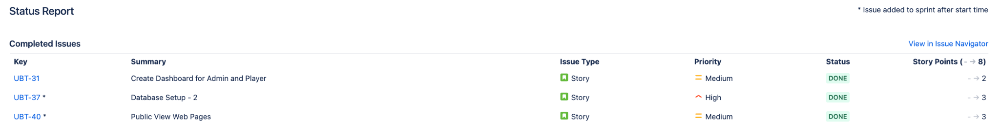 Status Report
* Issue added to sprint after start time
Completed Issues
View in Issue Navigator
Key Summary Issue Type Priority Status Story Points ( - → 8)
UBT-31 Create Dashboard for Admin and Player Story Medium DONE - → 2
UBT-37 * Database Setup - 2 Story High DONE - → 3
UBT-40 * Public View Web Pages Story Medium DONE - → 3